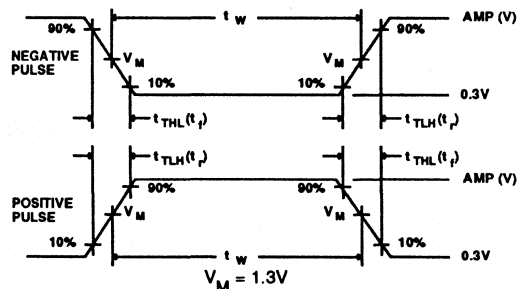 t w AMP (V)
90% 90%
NEGATIVE
PULSE
V M V M
10% 10%
0.3V
t THL (t f) t TLH (t r)
t TLH (t r) t THL (t f)
AMP (V)
90% 90%
POSITIVE
PULSE
V M V M
10% 10%
0.3V
t w
V M = 1.3V